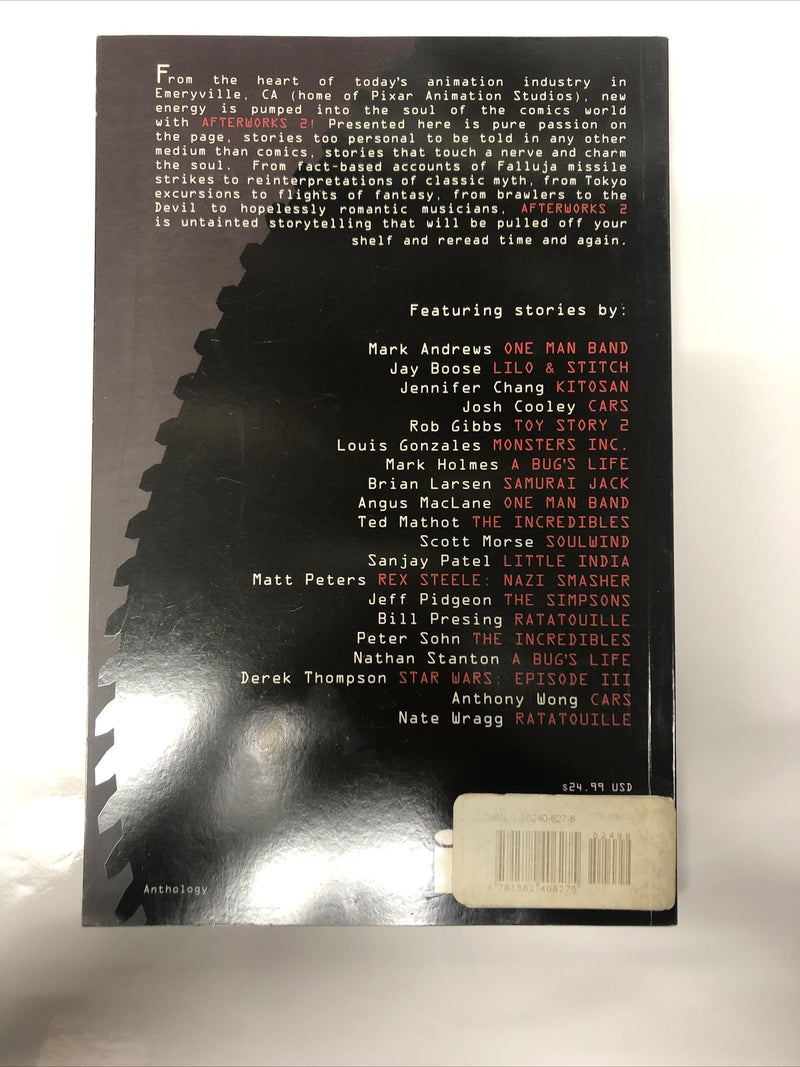 From the heart of today's animation industry in
Emeryville, CA (home of Pixar Animation Studios), new
energy is pumped into the soul of the comics world
with AFTERWORKS 2! Presented here is pure passion on
the page, stories too personal to be told in any other
medium than comics, stories that touch a nerve and charm
the soul. From fact-based accounts of Falluja missile
strikes to reinterpretations of classic myth, from Tokyo
excursions to flights of fantasy, from brawlers to the
Devil to hopelessly romantic musicians, AFTERWORKS 2
is untainted storytelling that will be pulled off your
shelf and reread time and again.
Featuring stories by:
Mark Andrews ONE MAN BAND
Jay Boose LILO & STITCH
Jennifer Chang KITOSAN
Josh Cooley CARS
Rob Gibbs TOY STORY 2
Louis Gonzales MONSTERS INC.
Mark Holmes A BUG'S LIFE
Brian Larsen SAMURAI JACK
Angus MacLane ONE MAN BAND
Ted Mathot THE INCREDIBLES
Scott Morse SOULWIND
Sanjay Patel LITTLE INDIA
Matt Peters REX STEELE: NAZI SMASHER
Jeff Pidgeon THE SIMPSONS
Bill Presing RATATOUILLE
Peter Sohn THE INCREDIBLES
Nathan Stanton A BUG'S LIFE
Derek Thompson STAR WARS: EPISODE III
Anthony Wong CARS
Nate Wragg RATATOUILLE
$24.99 USD
ISBN: 1-58240-627-8
52499
9 781582 406275
Anthology